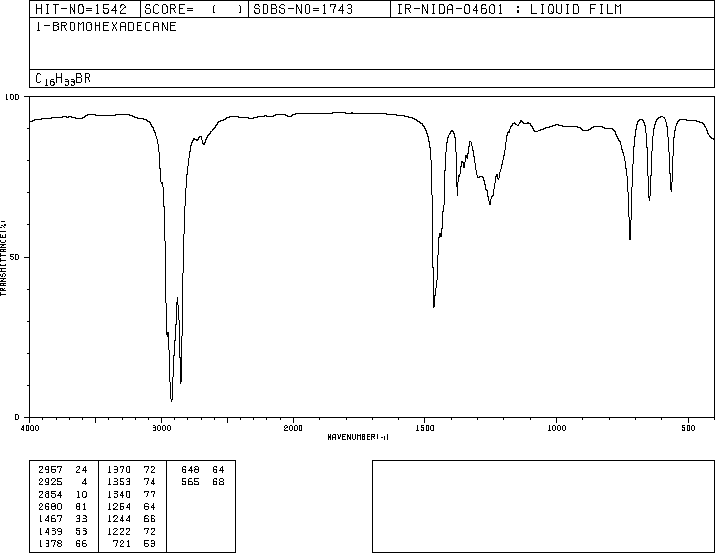 HIT-NO=1542 SCORE= ( ) SDBS-NO=1743 IR-NIDA-04601 : LIQUID FILM
1-BROMOHEXADECANE
C16H33BR
100
TRANSMITTANCE(%)
50
0
4000 3000 2000 1500 1000 500
WAVENUMBER(-1)
2957 24 1370 72 648 64
2925 4 1353 74 565 68
2854 10 1340 77
2680 81 1254 64
1467 33 1244 66
1439 53 1222 72
1378 66 721 53